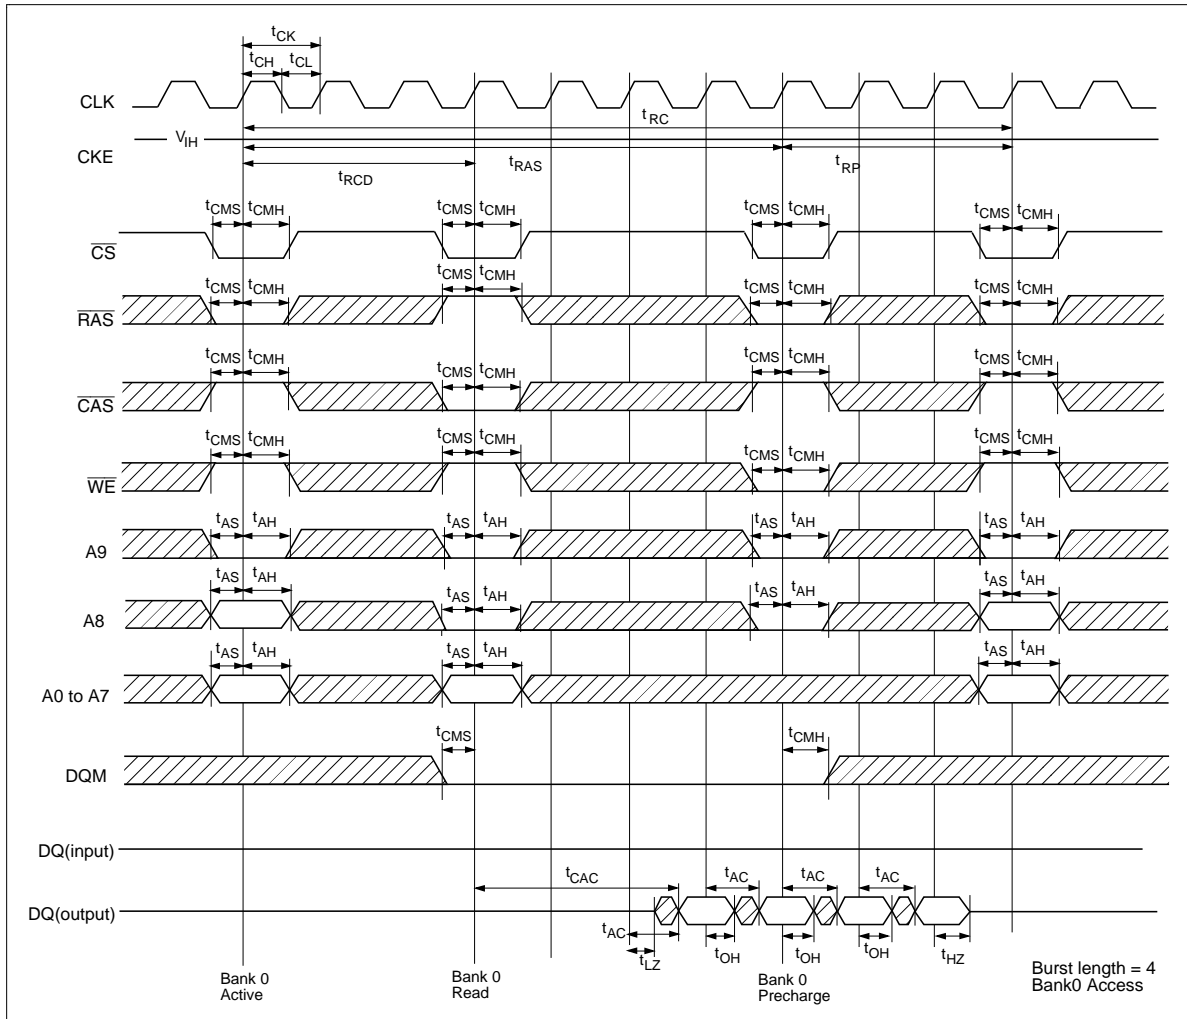 tCK
tCH tCL
CLK
tRC
VIH
CKE
tRCD tRAS tRP
tCMS tCMH tCMS tCMH tCMS tCMH tCMS tCMH
CS
tCMS tCMH tCMS tCMH tCMS tCMH tCMS tCMH
RAS
tCMS tCMH tCMS tCMH tCMS tCMH tCMS tCMH
CAS
tCMS tCMH tCMS tCMH tCMS tCMH tCMS tCMH
WE
tAS tAH tAS tAH tAS tAH tAS tAH
A9
tAS tAH tAS tAH tAS tAH tAS tAH
A8
tAS tAH tAS tAH tAS tAH
A0 to A7
tCMS tCMH
DQM
DQ(input)
tCAC tAC tAC tAC
DQ(output)
tAC
tLZ tOH tOH tOH tHZ
Bank 0
Active
Bank 0
Read
Bank 0
Precharge
Burst length = 4
Bank0 Access